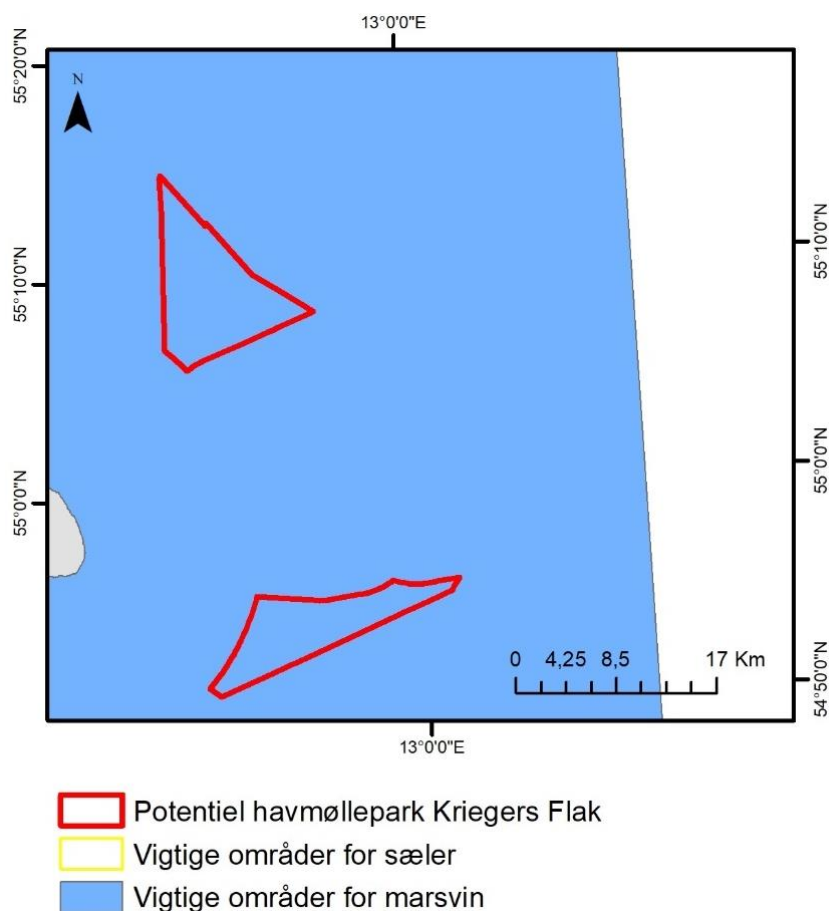 13°0'0"E
55°20'0"N
N
55°10'0"N
55°10'0"N
55°0'0"N
55°0'0"N
0 4,25 8,5 17 Km
54°50'0"N
13°0'0"E
Potentiel havmøllepark Kriegers Flak
Vigtige områder for sæler
Vigtige områder for marsvin